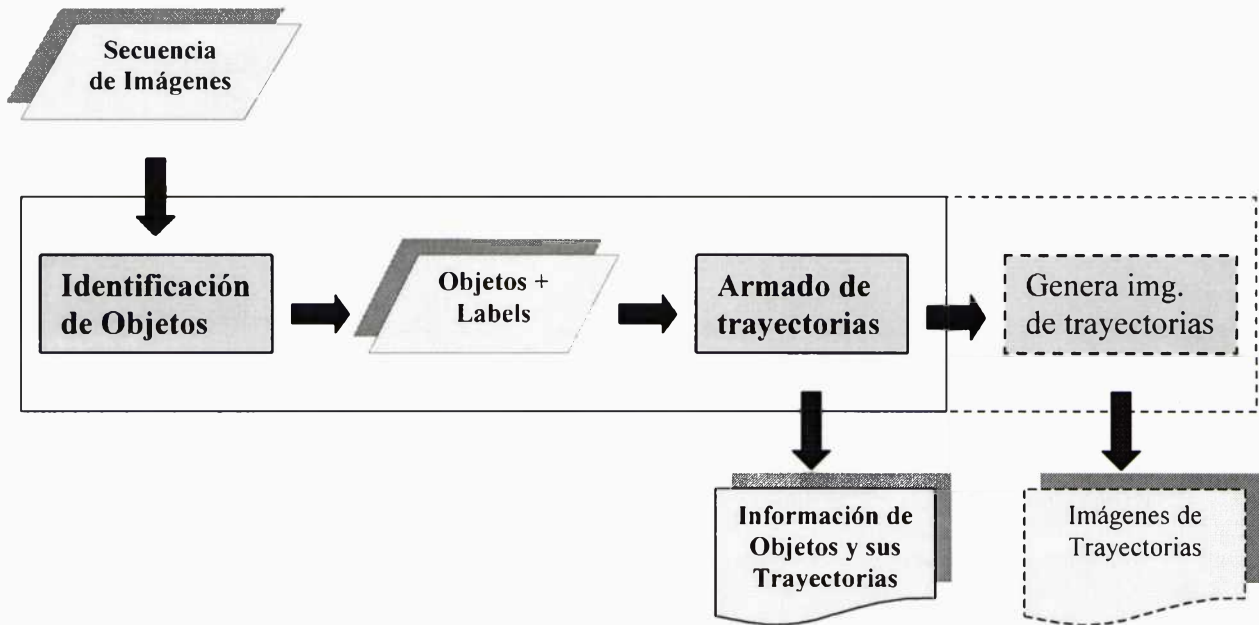 Secuencia
de Imágenes
Identificación
de Objetos
Objetos +
Labels
Armado de
trayectorias
Genera img.
de trayectorias
Información de
Objetos y sus
Trayectorias
Imágenes de
Trayectorias